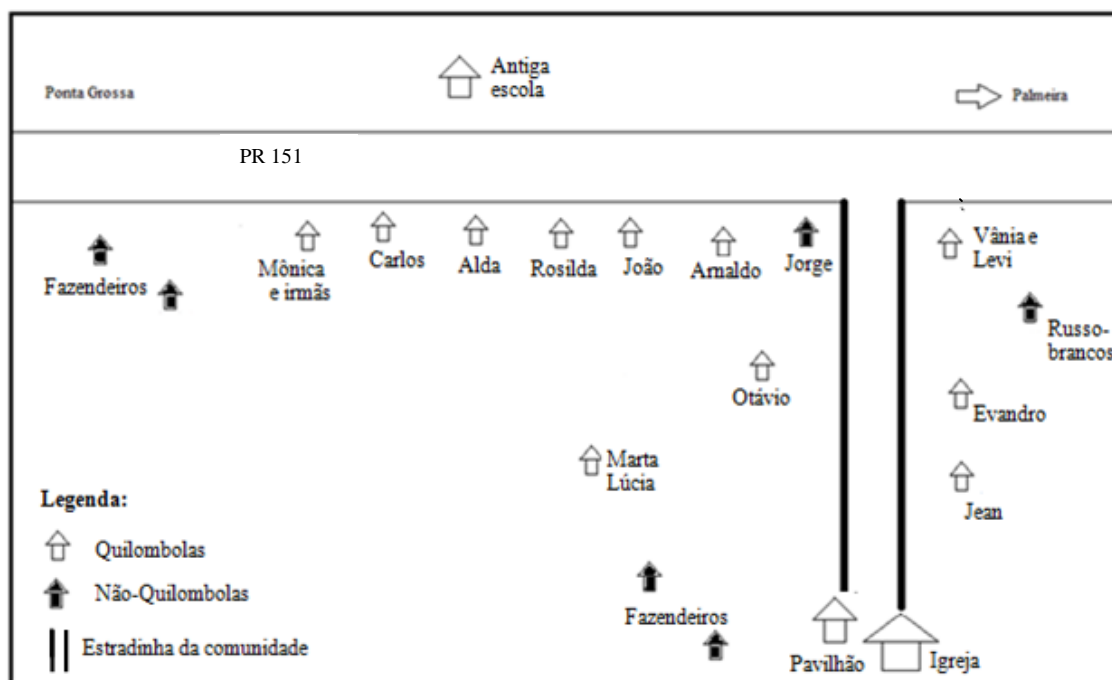 Antiga
escola
Ponta Grossa
Palmeira
PR 151
Fazendeiros
Mônica
e irmãs
Carlos
Alda
Rosilda
João
Arnaldo
Jorge
Vânia e
Levi
Russo-
brancos
Otávio
Evandro
Marta
Lúcia
Jean
Legenda:
Quilombolas
Não-Quilombolas
Estradinha da comunidade
Fazendeiros
Pavilhão
Igreja